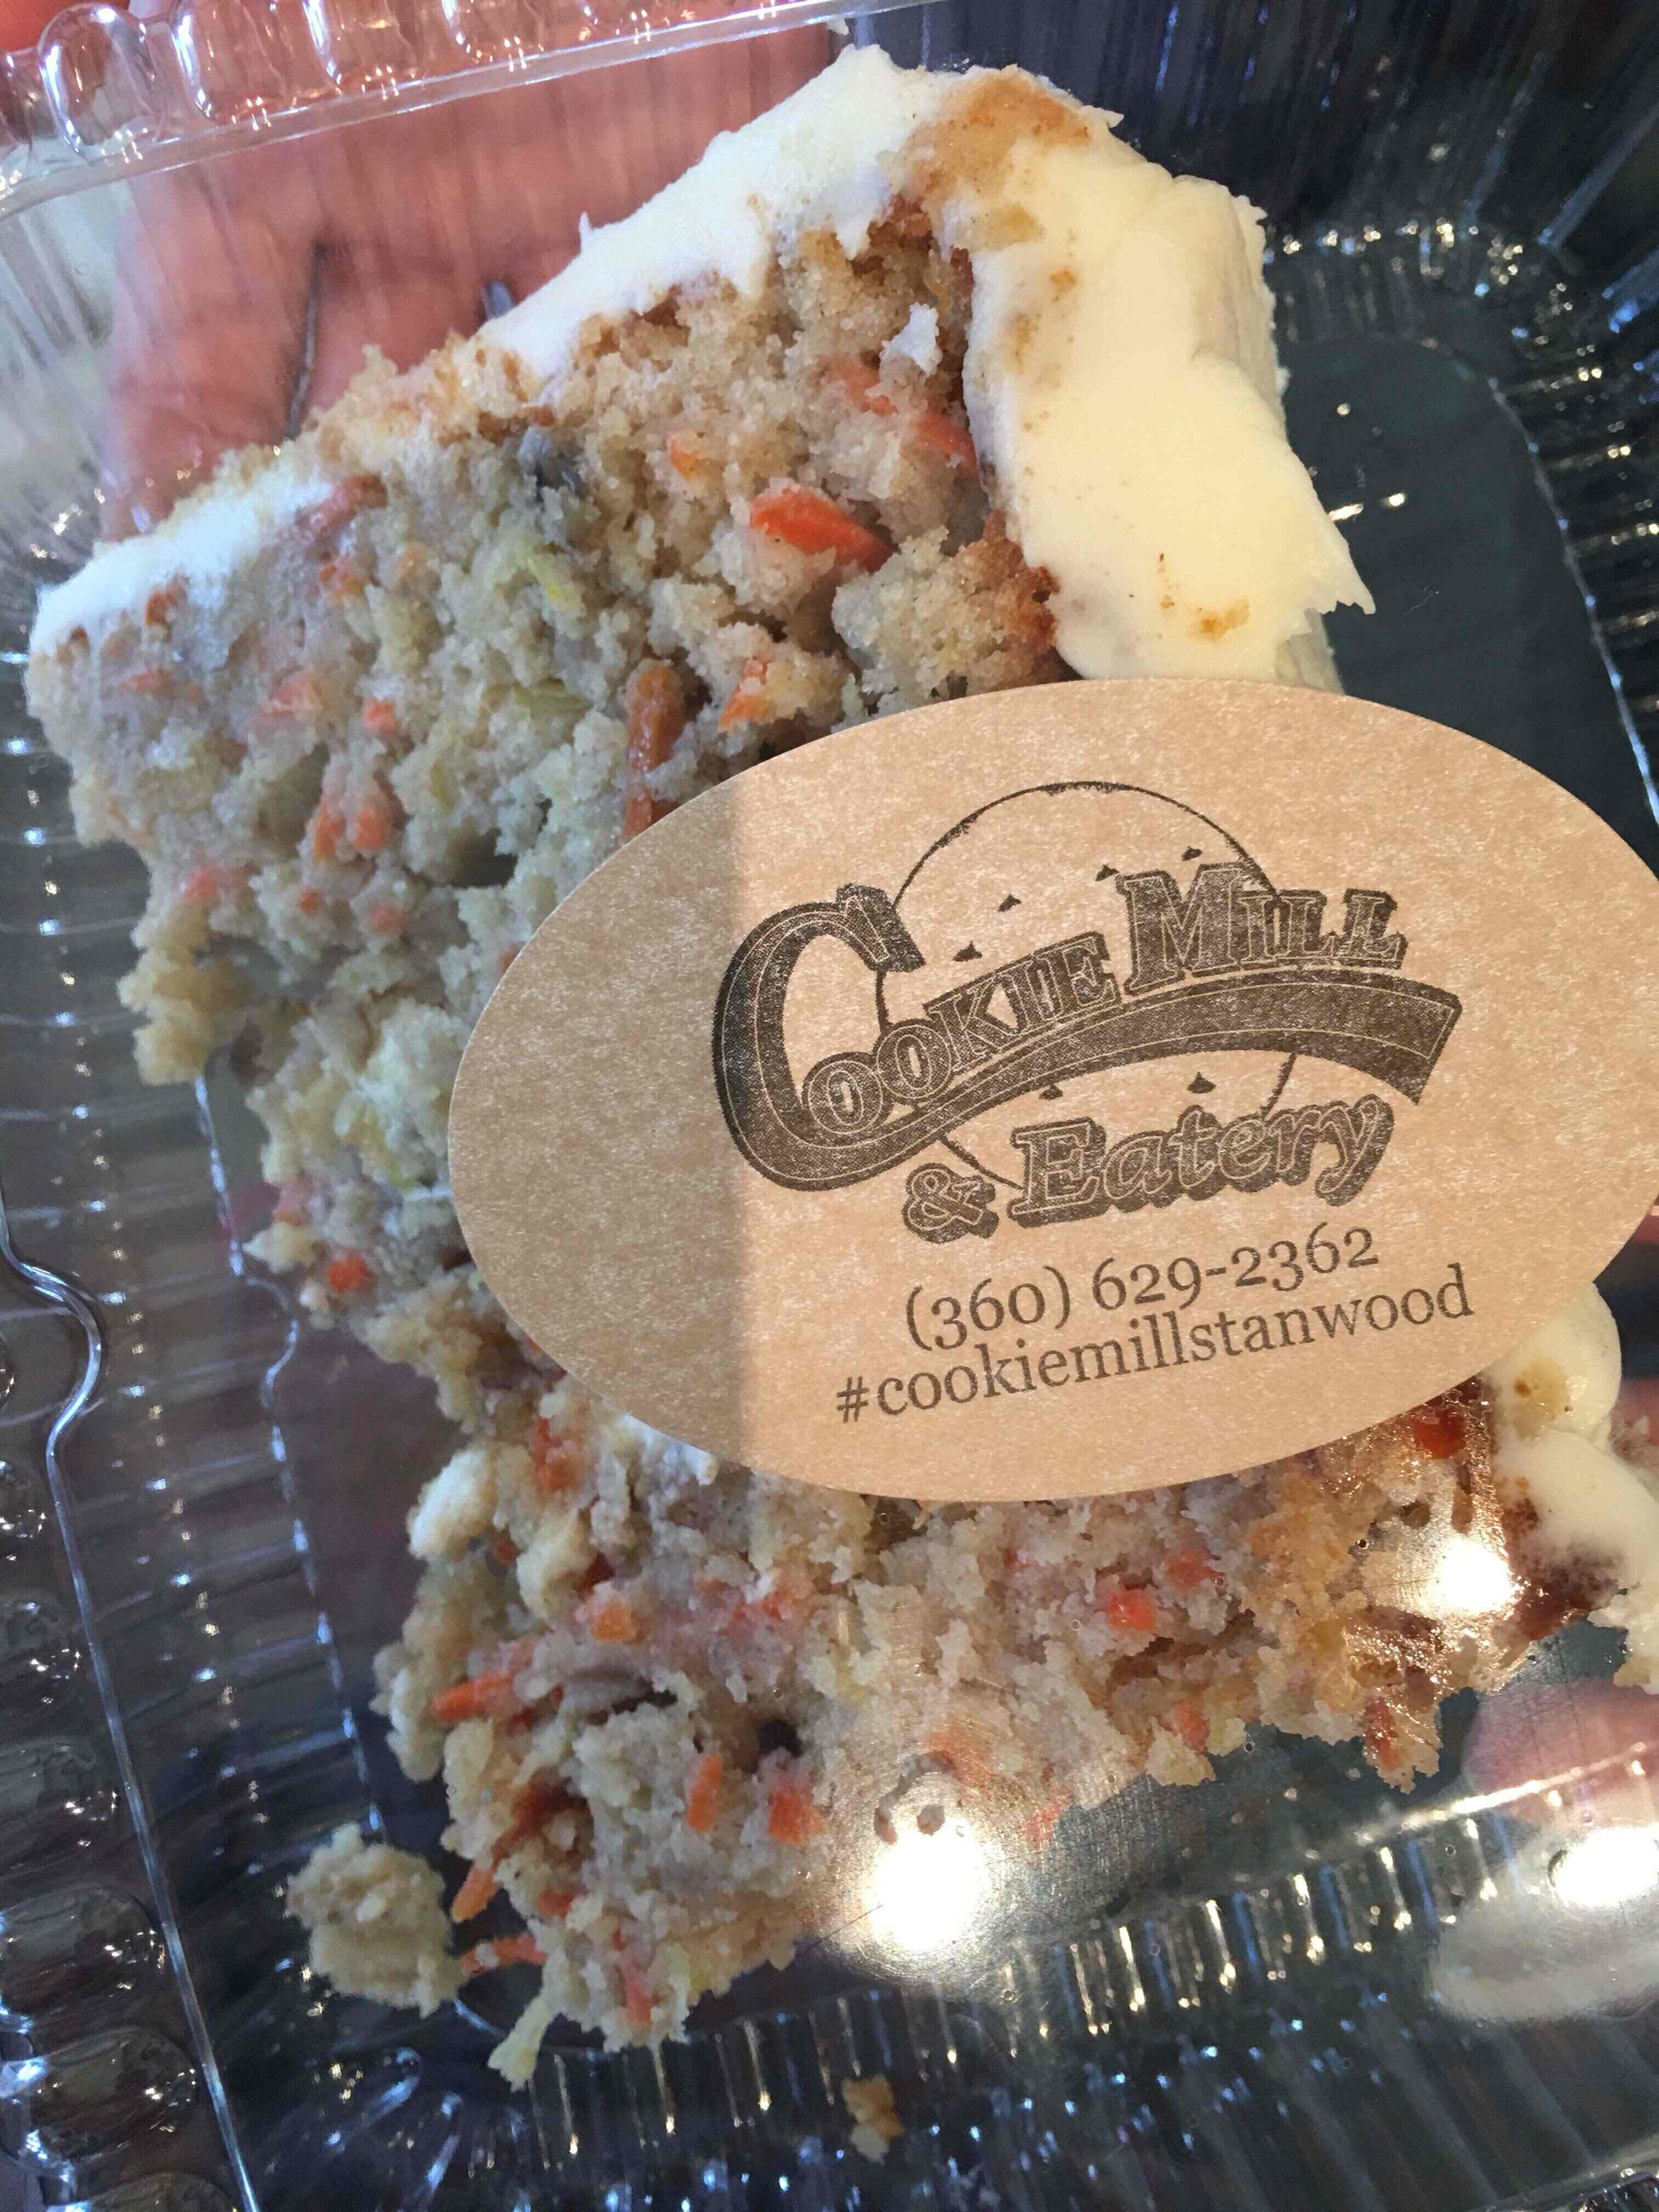 COOKIE MILL
& Eatery
(360) 629-2362
#cookiemillstanwood